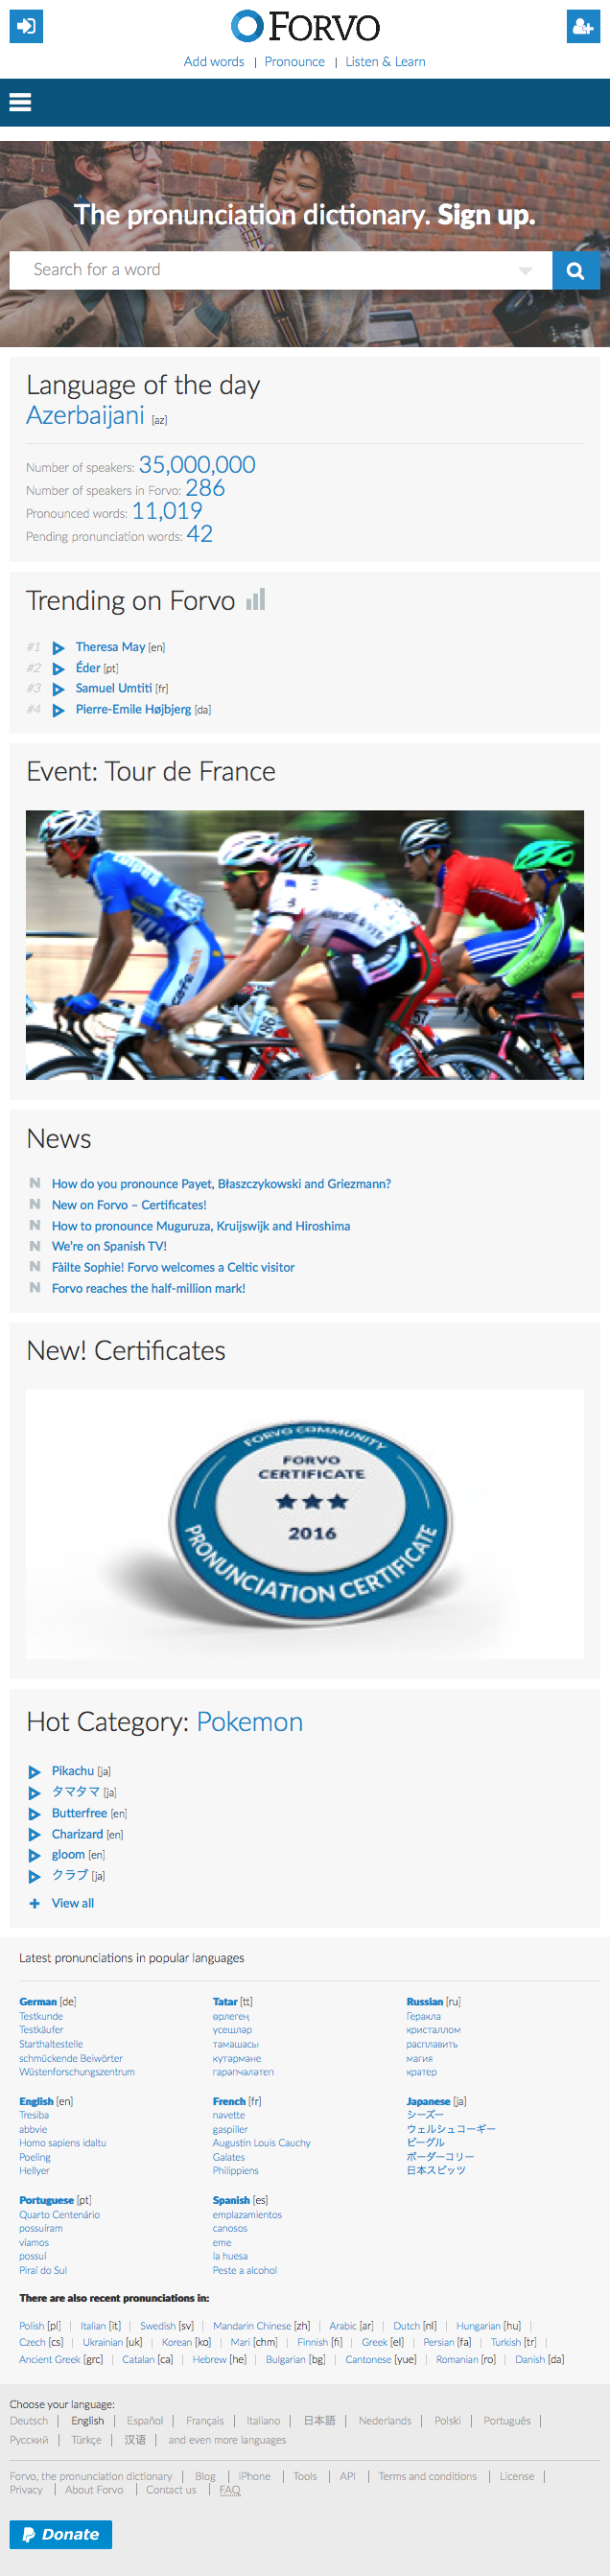 FORVO
Add words | Pronounce | Listen & Learn
The pronunciation dictionary. Sign up.
Search for a word
Language of the day
Azerbaijani [az]
Number of speakers: 35,000,000
Number of speakers in Forvo: 286
Pronounced words: 11,019
Pending pronunciation words: 42
Trending on Forvo
#1 Theresa May [en]
#2 Éder [pt]
#3 Samuel Umtiti [fr]
#4 Pierre-Emile Højbjerg [da]
Event: Tour de France
57
News
N How do you pronounce Payet, Błaszczykowski and Griezmann?
N New on Forvo – Certificates!
N How to pronounce Muguruza, Kruijswijk and Hiroshima
N We're on Spanish TV!
N Fàilte Sophie! Forvo welcomes a Celtic visitor
N Forvo reaches the half-million mark!
New! Certificates
FORVO COMMUNITY
FORVO
CERTIFICATE
2016
PRONUNCIATION CERTIFICATE
Hot Category: Pokemon
Pikachu [ja]
タマタマ [ja]
Butterfree [en]
Charizard [en]
gloom [en]
クラブ [ja]
+ View all
Latest pronunciations in popular languages
German [de]
Testkunde
Testkäufer
Starthaltestelle
schmückende Beiwörter
Wüstenforschungszentrum
Tatar [tt]
өрлегең
үсешләр
тамашасы
күтәрмәне
гарәпчәләтеп
Russian [ru]
Геракла
кристаллом
расплавить
магия
кратер
English [en]
Tresiba
abbvie
Homo sapiens idaltu
Poeling
Hellyer
French [fr]
navette
gaspiller
Augustin Louis Cauchy
Galates
Philippiens
Japanese [ja]
シーズー
ウェルシュコーギー
ビーグル
ボーダーコリー
日本スピッツ
Portuguese [pt]
Quarto Centenário
possuíram
víamos
possuí
Piraí do Sul
Spanish [es]
emplazamientos
canosos
eme
la huesa
Peste a alcohol
There are also recent pronunciations in:
Polish [pl] | Italian [it] | Swedish [sv] | Mandarin Chinese [zh] | Arabic [ar] | Dutch [nl] | Hungarian [hu] |
Czech [cs] | Ukrainian [uk] | Korean [ko] | Mari [chm] | Finnish [fi] | Greek [el] | Persian [fa] | Turkish [tr] |
Ancient Greek [grc] | Catalan [ca] | Hebrew [he] | Bulgarian [bg] | Cantonese [yue] | Romanian [ro] | Danish [da]
Choose your language:
Deutsch | English | Español | Français | Italiano | 日本語 | Nederlands | Polski | Português |
Русский | Türkçe | 汉语 | and even more languages
Forvo, the pronunciation dictionary | Blog | iPhone | Tools | API | Terms and conditions | License |
Privacy | About Forvo | Contact us | FAQ
Donate